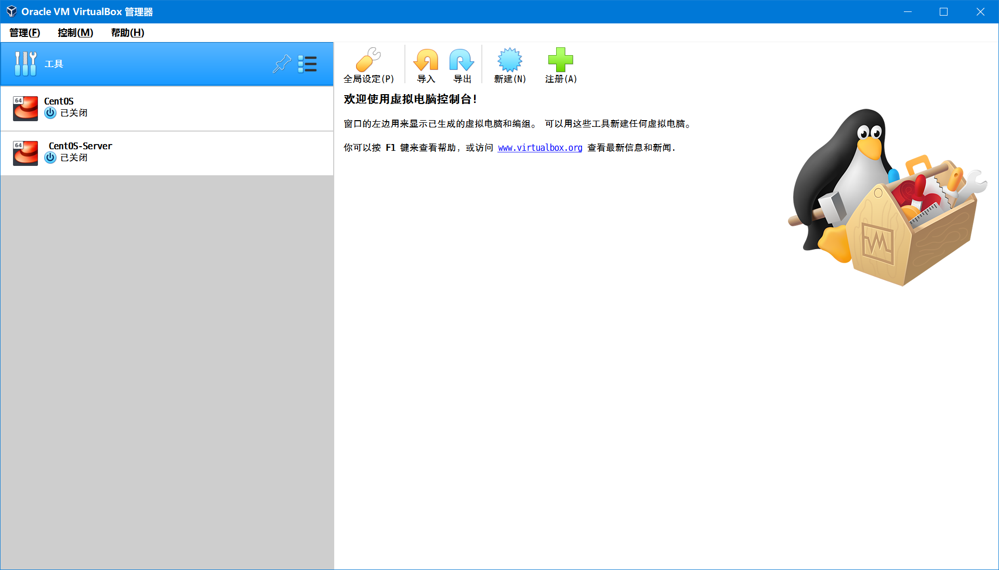 Oracle VM VirtualBox 管理器
管理(F) 控制(M) 帮助(H)
工具
全局设定(P) 导入 导出 新建(N) 注册(A)
64
CentOS
已关闭
64
CentOS-Server
已关闭
欢迎使用虚拟电脑控制台!
窗口的左边用来显示已生成的虚拟电脑和编组。 可以用这些工具新建任何虚拟电脑。
你可以按 F1 键来查看帮助，或访问 www.virtualbox.org 查看最新信息和新闻.